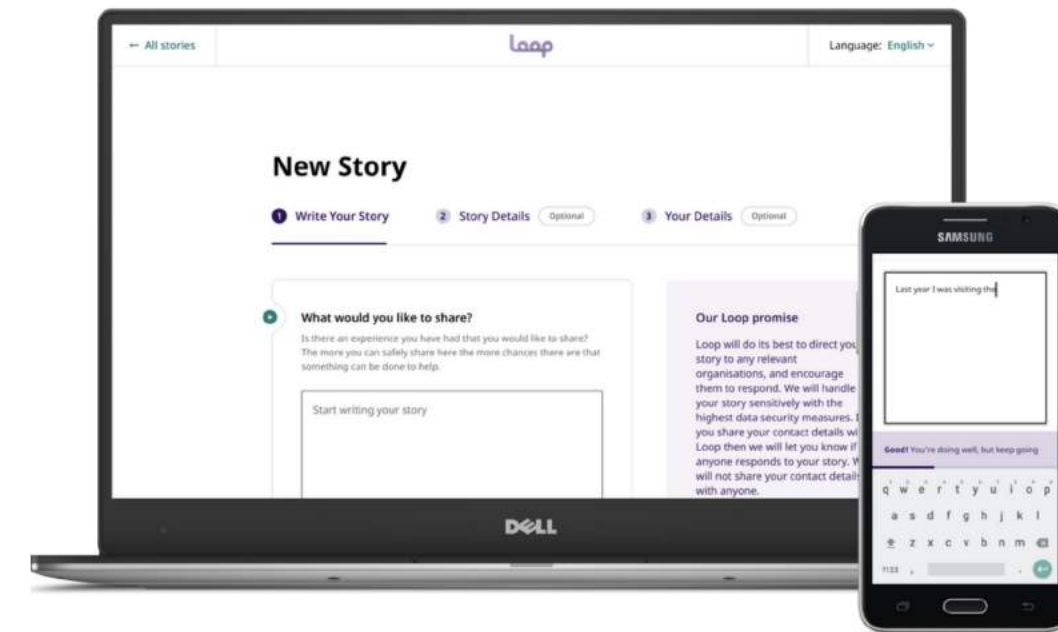 ← All stories
Loop
Language: English
New Story
1 Write Your Story
2 Story Details Optional
3 Your Details Optional
What would you like to share?
Is there an experience you have had that you would like to share?
The more you can safely share here the more chances there are that
something can be done to help.
Start writing your story
Our Loop promise
Loop will do its best to direct you
story to any relevant
organisations, and encourage
them to respond. We will handle
your story sensitively with the
highest data security measures. I
you share your contact details wi
Loop then we will let you know if
anyone responds to your story. W
will not share your contact detail
with anyone.
DELL
SAMSUNG
Last year I was visiting the
Good! You're doing well, but keep going
q w e r t y u i o p
a s d f g h j k l
z x c v b n m
?123 , .